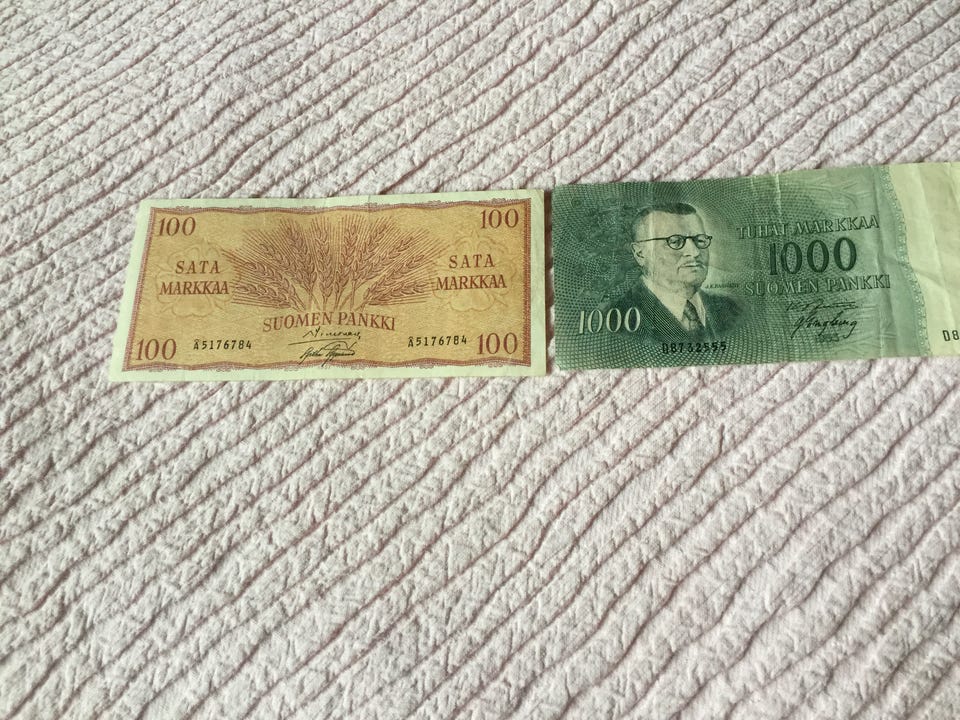 100
100
SATA
MARKKAA
SATA
MARKKAA
SUOMEN PANKKI
Ä5176784
Ä5176784
100
100
TUHAT MARKKAA
1000
SUOMEN PANKKI
1000
1955
D8732555
D8